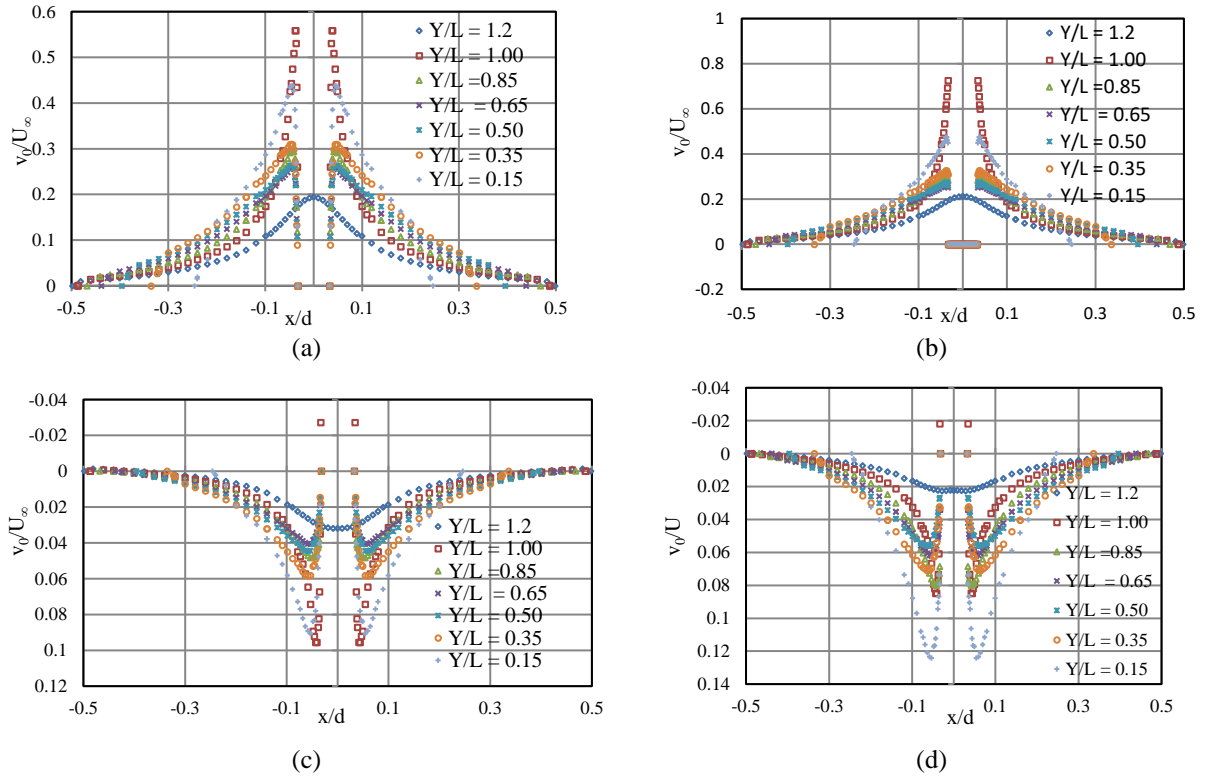 0.6
0.5
0.4
0.3
0.2
0.1
0
v₀/U∞
-0.5 -0.3 -0.1 0.1 0.3 0.5
x/d
Y/L = 1.2
Y/L = 1.00
Y/L =0.85
Y/L = 0.65
Y/L = 0.50
Y/L = 0.35
Y/L = 0.15
(a)
1
0.8
0.6
0.4
0.2
0
-0.2
v₀/U∞
-0.5 -0.3 -0.1 0.1 0.3 0.5
x/d
Y/L = 1.2
Y/L = 1.00
Y/L =0.85
Y/L = 0.65
Y/L = 0.50
Y/L = 0.35
Y/L = 0.15
(b)
-0.04
-0.02
0
0.02
0.04
0.06
0.08
0.1
0.12
v₀/U∞
-0.5 -0.3 -0.1 0.1 0.3 0.5
x/d
Y/L = 1.2
Y/L = 1.00
Y/L =0.85
Y/L = 0.65
Y/L = 0.50
Y/L = 0.35
Y/L = 0.15
(c)
-0.04
-0.02
0
0.02
0.04
0.06
0.08
0.1
0.12
0.14
v₀/U
-0.5 -0.3 -0.1 0.1 0.3 0.5
x/d
Y/L = 1.2
Y/L = 1.00
Y/L =0.85
Y/L = 0.65
Y/L = 0.50
Y/L = 0.35
Y/L = 0.15
(d)